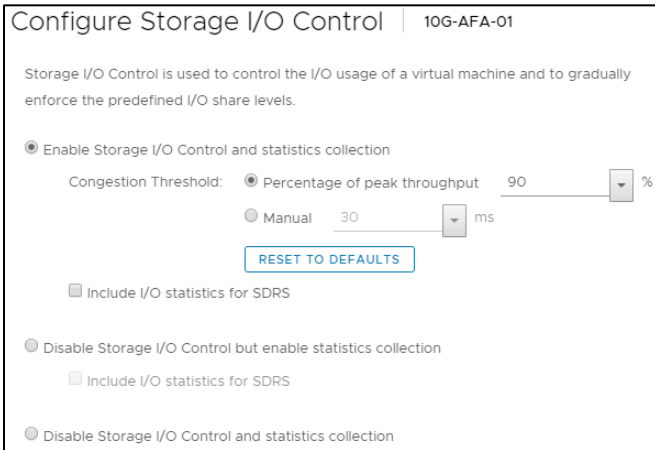 Configure Storage I/O Control 10G-AFA-01
Storage I/O Control is used to control the I/O usage of a virtual machine and to gradually
enforce the predefined I/O share levels.
Enable Storage I/O Control and statistics collection
Congestion Threshold: Percentage of peak throughput 90 %
Manual 30 ms
RESET TO DEFAULTS
Include I/O statistics for SDRS
Disable Storage I/O Control but enable statistics collection
Include I/O statistics for SDRS
Disable Storage I/O Control and statistics collection